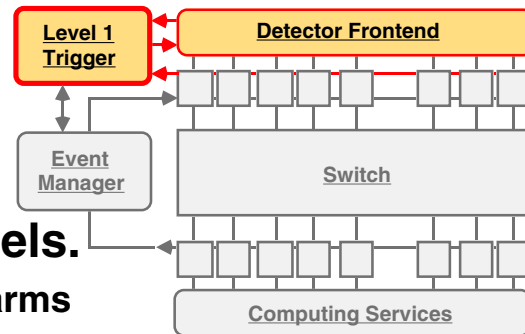 Level 1
Trigger
Detector Frontend
Event
Manager
Switch
els.
arms
Computing Services